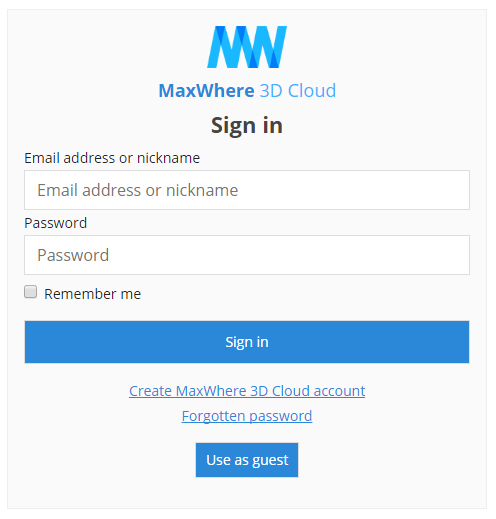 MaxWhere 3D Cloud
Sign in
Email address or nickname
Email address or nickname
Password
Password
Remember me
Sign in
Create MaxWhere 3D Cloud account
Forgotten password
Use as guest